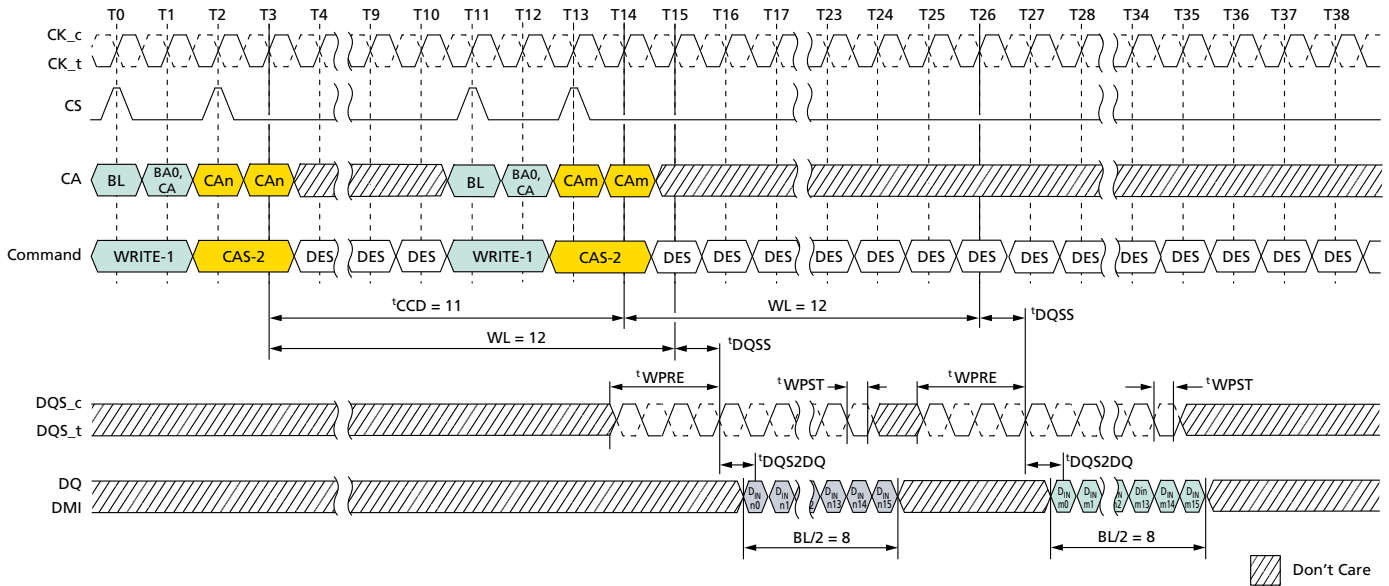 T0 T1 T2 T3 T4 T9 T10 T11 T12 T13 T14 T15 T16 T17 T23 T24 T25 T26 T27 T28 T34 T35 T36 T37 T38
CK_c
CK_t
CS
CA BL BA0, CA CAn CAn BL BA0, CA CAm CAm
Command WRITE-1 CAS-2 DES DES DES WRITE-1 CAS-2 DES DES DES DES DES DES DES DES DES DES DES DES DES DES
tCCD = 11 WL = 12 tDQSS
WL = 12 tDQSS
tWPRE tWPST tWPRE tWPST
DQS_c
DQS_t
tDQS2DQ tDQS2DQ
DQ DIN n0 DIN n1 DIN n13 DIN n14 DIN n15 DIN m0 DIN m1 Din m13 DIN m14 DIN m15
DMI
BL/2 = 8 BL/2 = 8
Don't Care